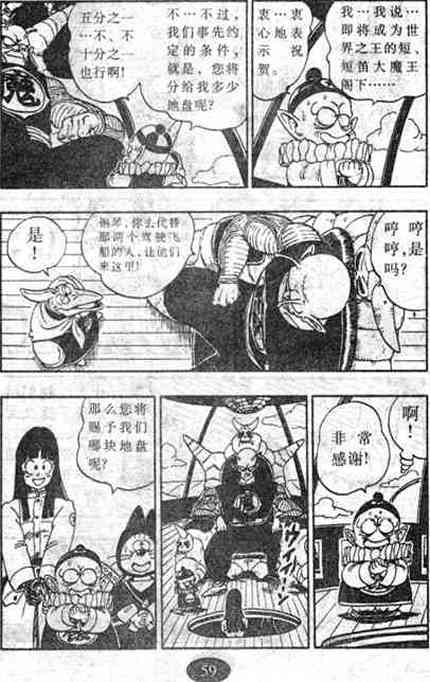 我…我说…
即将成为世
界之王的短、
短笛大魔王
阁下……
衷…衷
心地表
示祝
贺。
不…不过，
我们事先约
定的条件，
就是，您将
分给我多少
地盘呢？
五分之一
…不、不
十分之一
也行啊！
魔
哼是
哼，
吗？
钢琴，你去代替
那两个驾驶飞
船的人，让他们
来这里！
是！
啊！
非常
感谢！
那么您将
赐予我们
哪块地盘
呢？
59